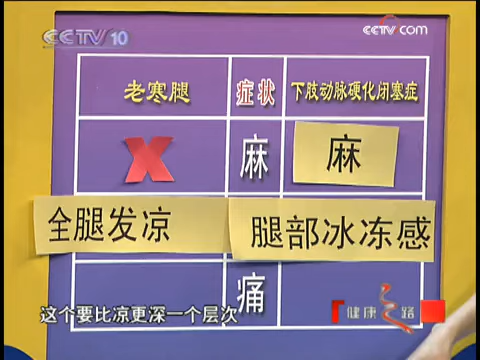 CCTV 10
CCTV.com
老寒腿 症状 下肢动脉硬化闭塞症
X 麻 麻
全腿发凉 腿部冰冻感
痛
这个要比凉更深一个层次
健康之路